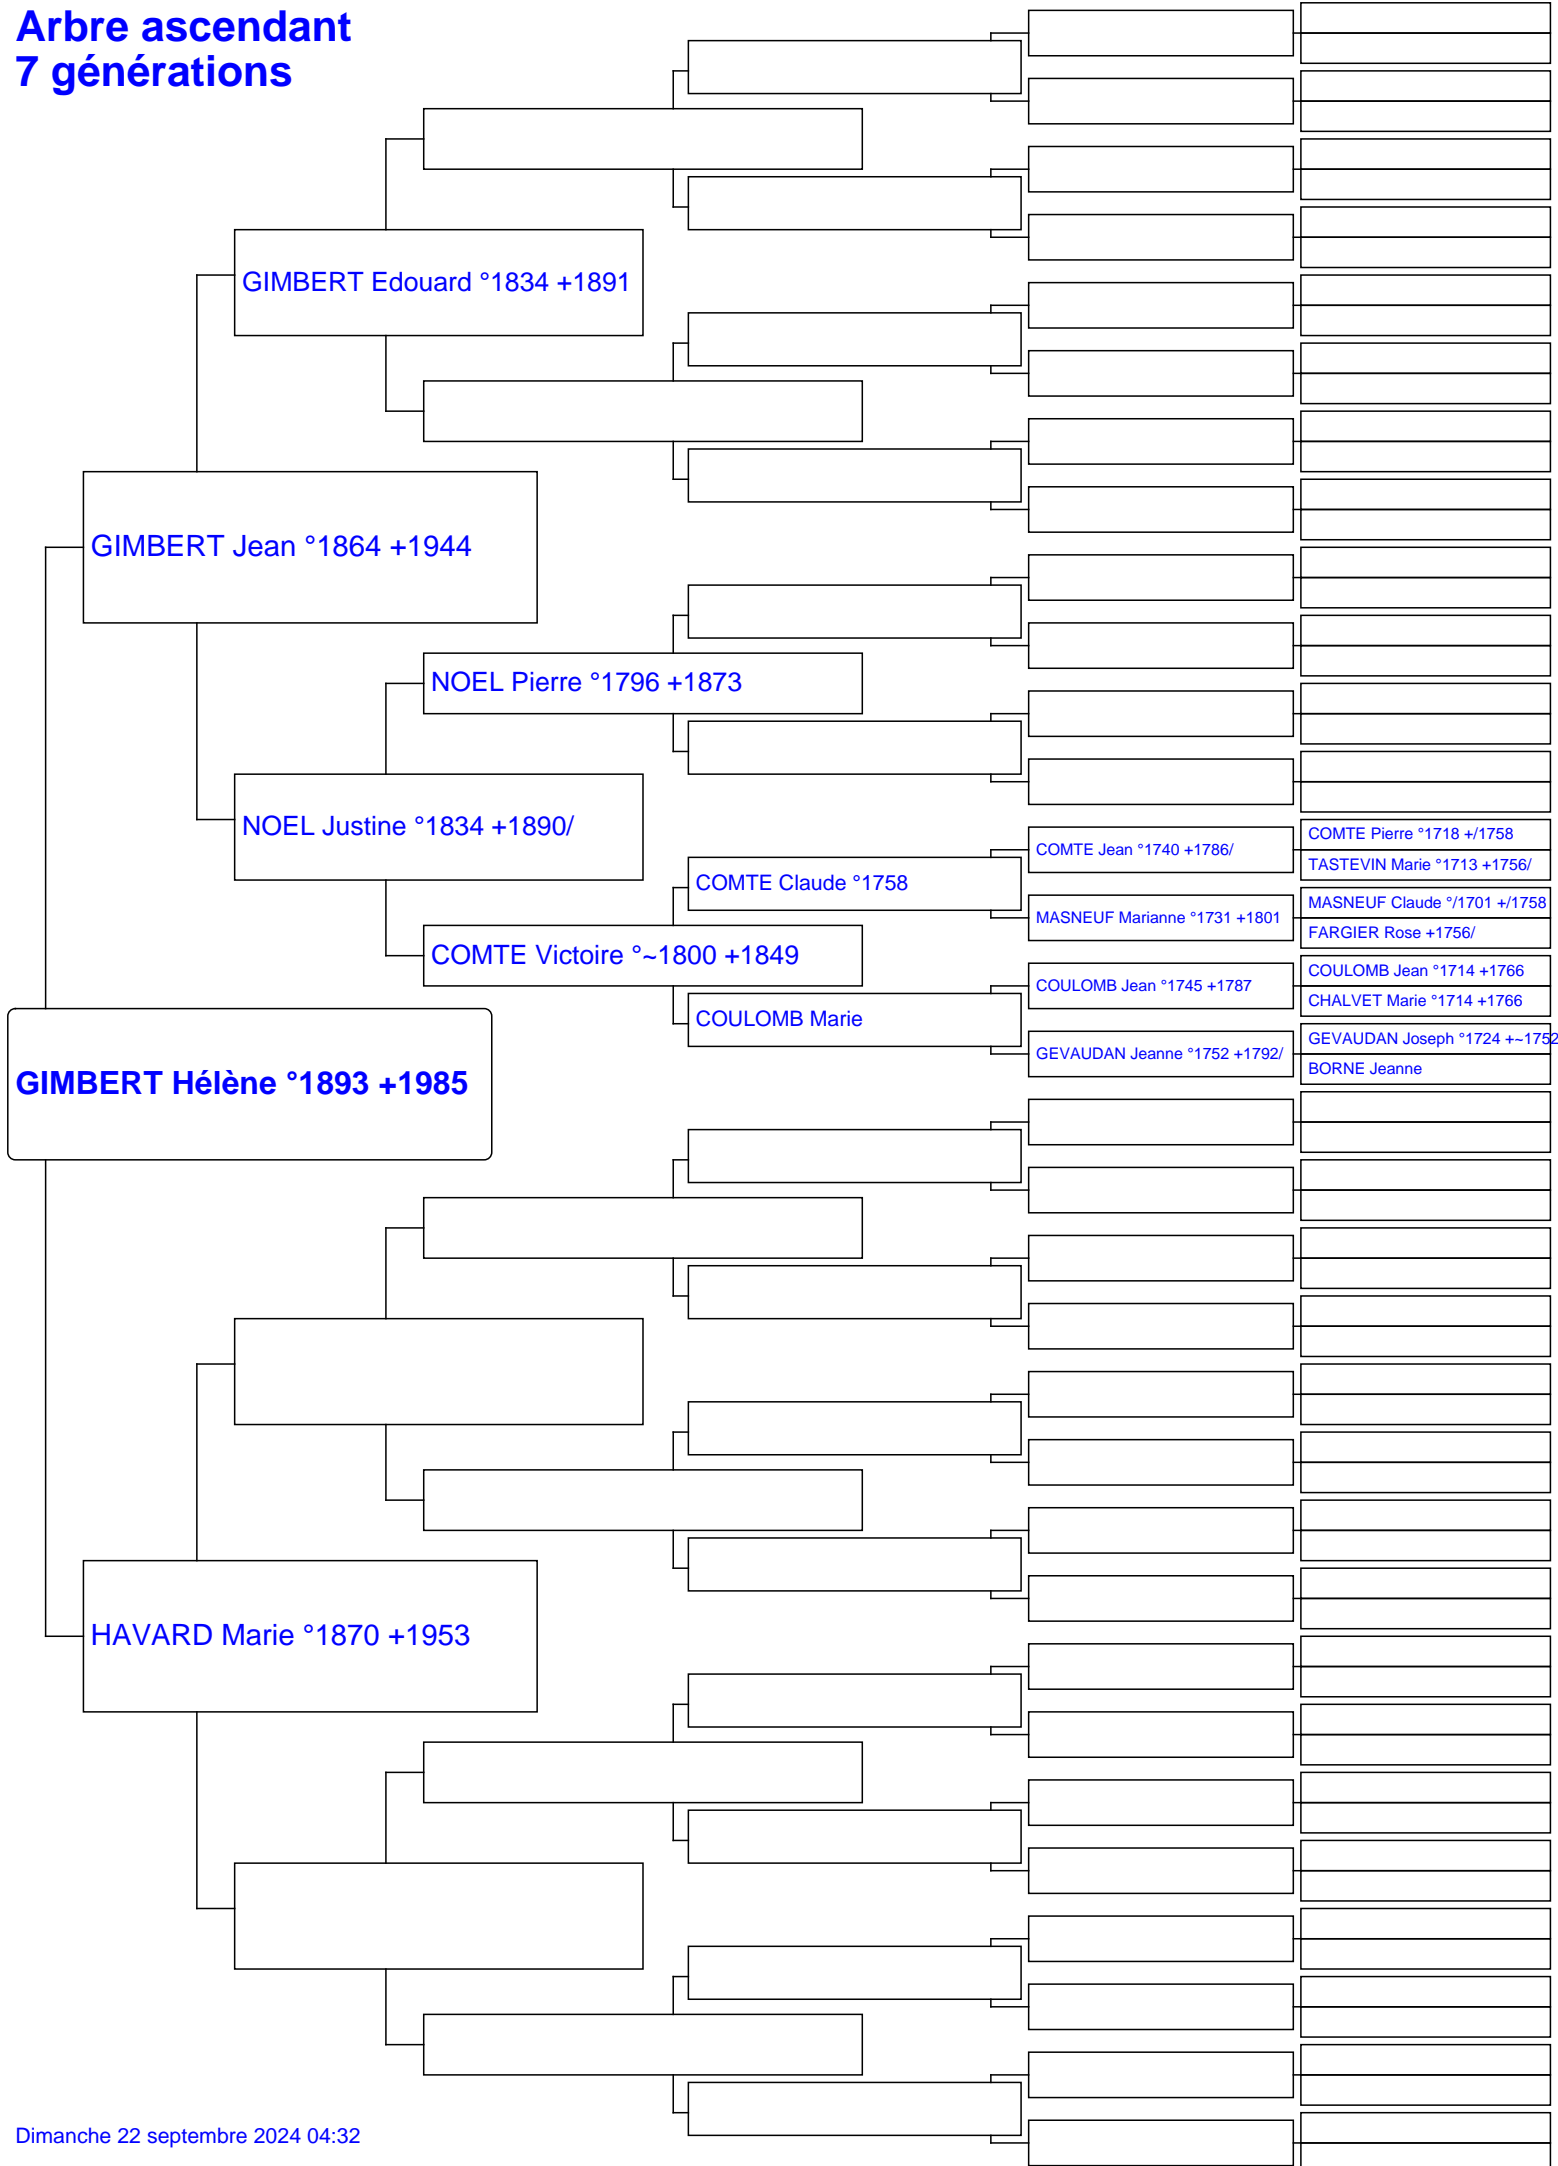 Arbre ascendant
7 générations
GIMBERT Edouard °1834 +1891
GIMBERT Jean °1864 +1944
NOEL Pierre °1796 +1873
NOEL Justine °1834 +1890/
COMTE Pierre °1718 +/1758
COMTE Jean °1740 +1786/
TASTEVIN Marie °1713 +1756/
COMTE Claude °1758
MASNEUF Claude °/1701 +/1758
MASNEUF Marianne °1731 +1801
FARGIER Rose +1756/
COMTE Victoire °~1800 +1849
COULOMB Jean °1714 +1766
COULOMB Jean °1745 +1787
CHALVET Marie °1714 +1766
COULOMB Marie
GEVAUDAN Joseph °1724 +~1752
GEVAUDAN Jeanne °1752 +1792/
BORNE Jeanne
GIMBERT Hélène °1893 +1985
HAVARD Marie °1870 +1953
Dimanche 22 septembre 2024 04:32